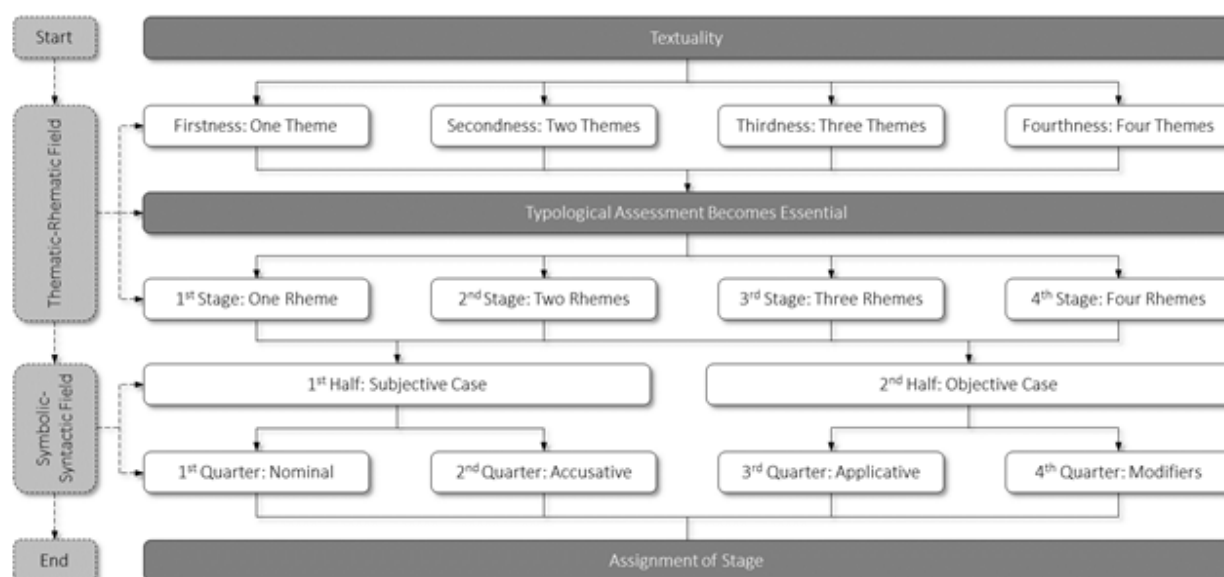 Start
Textuality
Thematic-Rhematic Field
Firstness: One Theme
Secondness: Two Themes
Thirdness: Three Themes
Fourthness: Four Themes
Typological Assessment Becomes Essential
1st Stage: One Rheme
2nd Stage: Two Rhemes
3rd Stage: Three Rhemes
4th Stage: Four Rhemes
Symbolic-
Syntactic Field
1st Half: Subjective Case
2nd Half: Objective Case
1st Quarter: Nominal
2nd Quarter: Accusative
3rd Quarter: Applicative
4th Quarter: Modifiers
End
Assignment of Stage